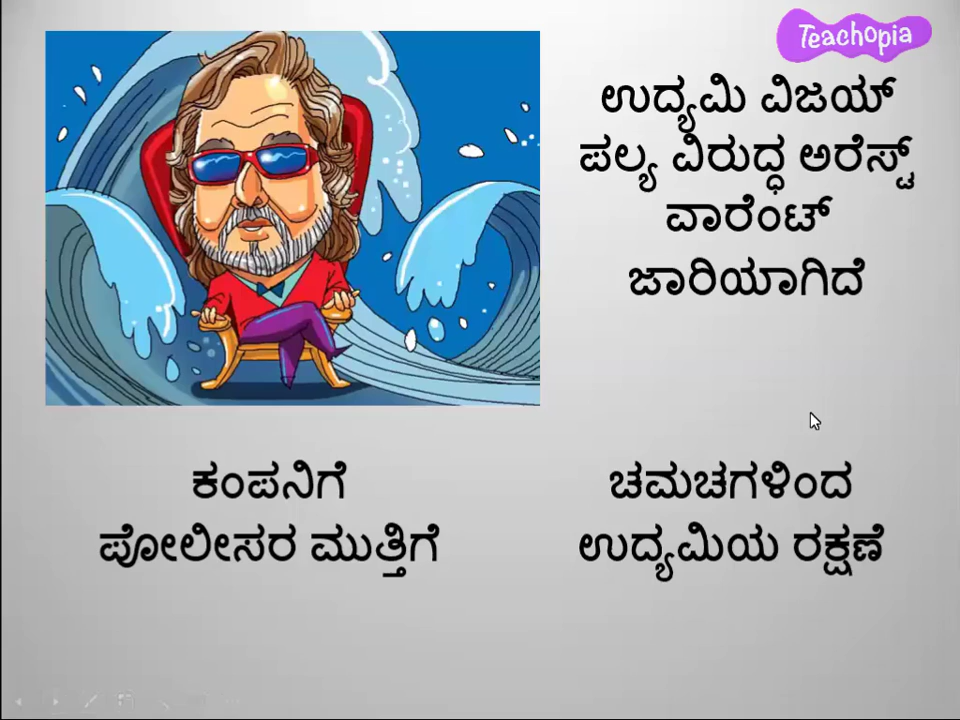 Teachopia
ಉದ್ಯಮಿ ವಿಜಯ್
ಪಲ್ಯ ವಿರುದ್ಧ ಅರೆಸ್ಟ್
ವಾರೆಂಟ್
ಜಾರಿಯಾಗಿದೆ
ಕಂಪನಿಗೆ
ಪೋಲೀಸರ ಮುತ್ತಿಗೆ
ಚಮಚಗಳಿಂದ
ಉದ್ಯಮಿಯ ರಕ್ಷಣೆ